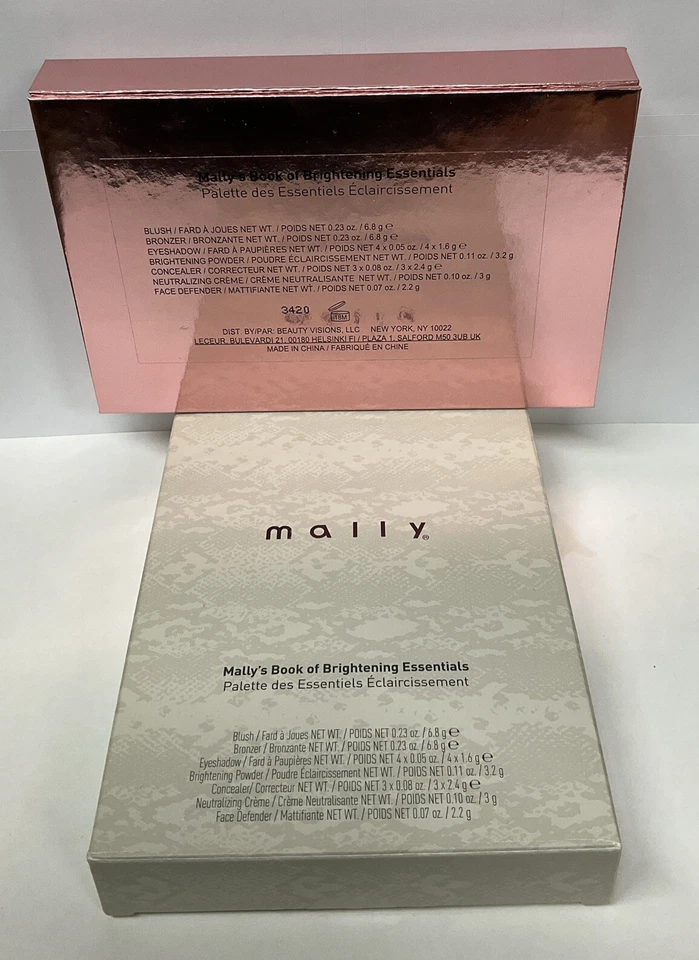 Mally's Book of Brightening Essentials
Palette des Essentiels Éclaircissement
BLUSH / FARD À JOUES NET WT. / POIDS NET 0.23 oz. / 6.8 g ℮
BRONZER / BRONZANTE NET WT. / POIDS NET 0.23 oz. / 6.8 g ℮
EYESHADOW / FARD À PAUPIÈRES NET WT. / POIDS NET 4 x 0.05 oz. / 4 x 1.6 g ℮
BRIGHTENING POWDER / POUDRE ÉCLAIRCISSEMENT NET WT. / POIDS NET 0.11 oz. / 3.2 g
CONCEALER / CORRECTEUR NET WT. / POIDS NET 3 x 0.08 oz. / 3 x 2.4 g ℮
NEUTRALIZING CRÈME / CRÈME NEUTRALISANTE NET WT. / POIDS NET 0.10 oz. / 3 g
FACE DEFENDER / MATTIFIANTE NET WT. / POIDS NET 0.07 oz. / 2.2 g
3420
DIST. BY/PAR: BEAUTY VISIONS, LLC NEW YORK, NY 10022
LECEUR, BULEVARDI 21, 00180 HELSINKI FI / PLAZA 1, SALFORD M50 3UB UK
MADE IN CHINA / FABRIQUÉ EN CHINE
mally®
Mally's Book of Brightening Essentials
Palette des Essentiels Éclaircissement
Blush / Fard à Joues NET WT. / POIDS NET 0.23 oz. / 6.8 g ℮
Bronzer / Bronzante NET WT. / POIDS NET 0.23 oz. / 6.8 g ℮
Eyeshadow / Fard à Paupières NET WT. / POIDS NET 4 x 0.05 oz. / 4 x 1.6 g ℮
Brightening Powder / Poudre Éclaircissement NET WT. / POIDS NET 0.11 oz. / 3.2 g
Concealer/ Correcteur NET WT. / POIDS NET 3 x 0.08 oz. / 3 x 2.4 g ℮
Neutralizing Crème / Crème Neutralisante NET WT. / POIDS NET 0.10 oz. / 3 g
Face Defender / Mattifiante NET WT. / POIDS NET 0.07 oz. / 2.2 g